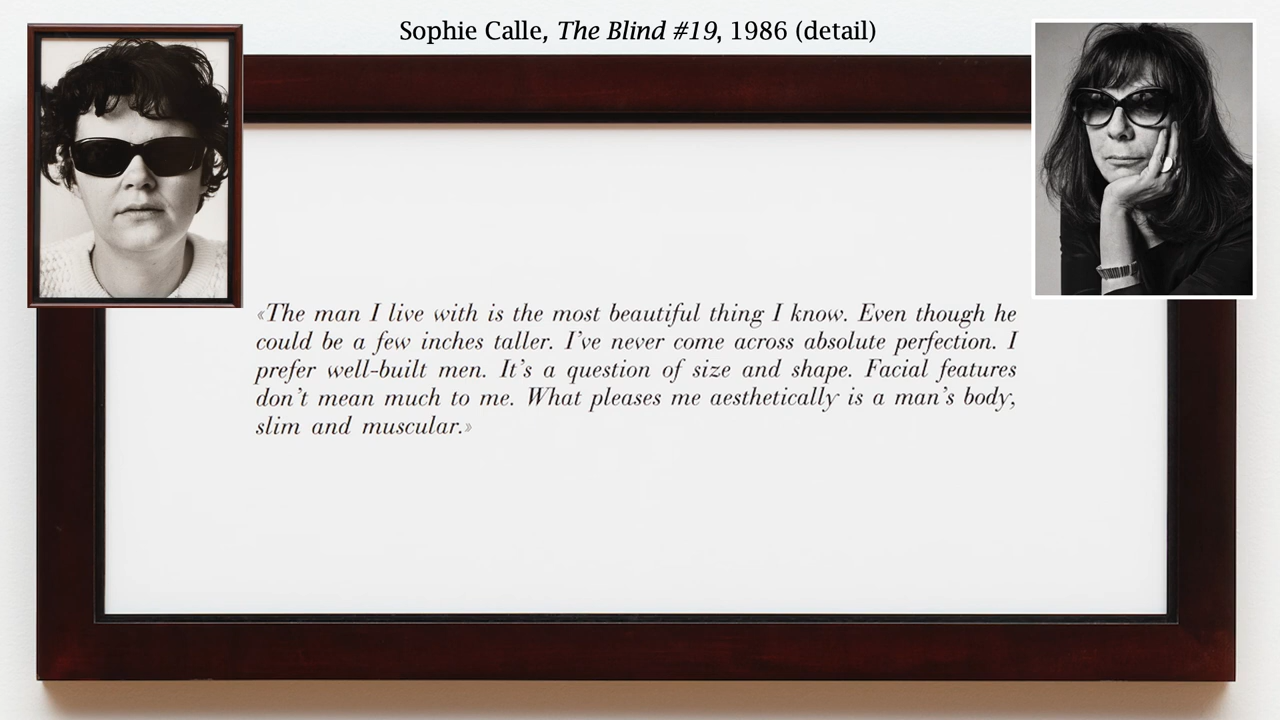 Sophie Calle, The Blind #19, 1986 (detail)
«The man I live with is the most beautiful thing I know. Even though he
could be a few inches taller. I’ve never come across absolute perfection. I
prefer well-built men. It’s a question of size and shape. Facial features
don’t mean much to me. What pleases me aesthetically is a man’s body,
slim and muscular.»